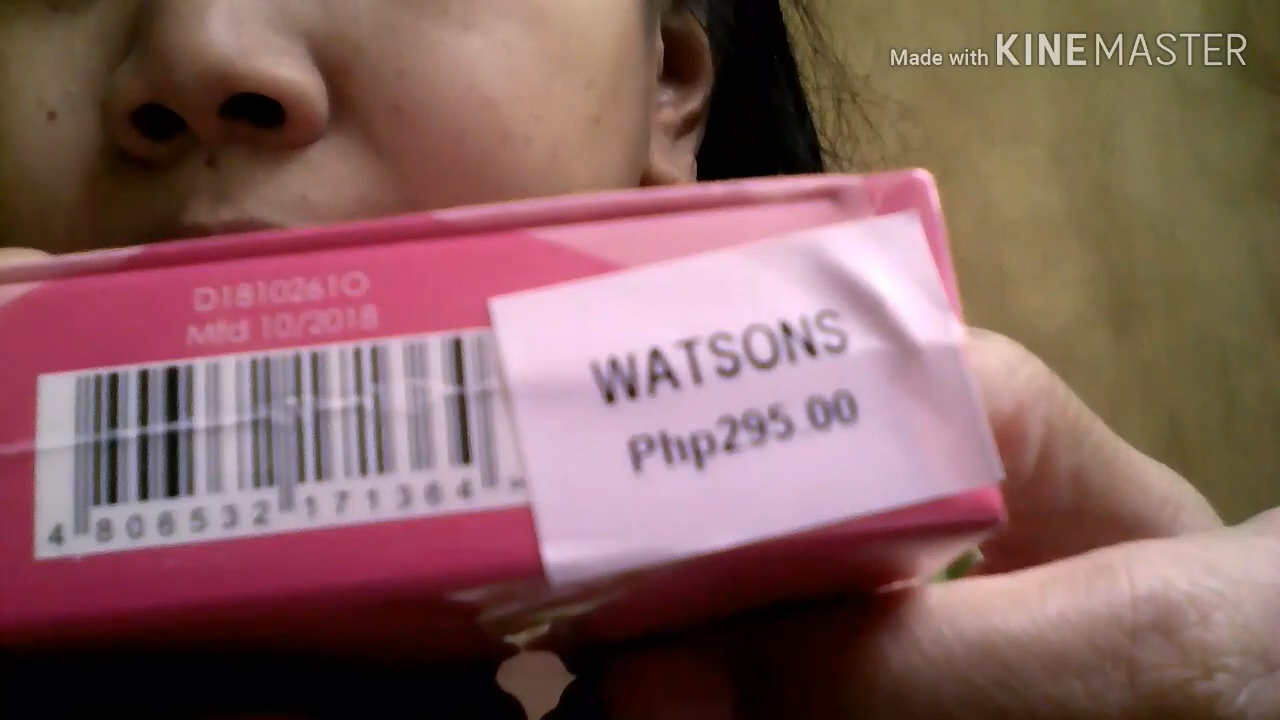 Made with KINEMASTER
D1810261O
Mfd 10/2018
WATSONS
Php295.00
4 806532 171364